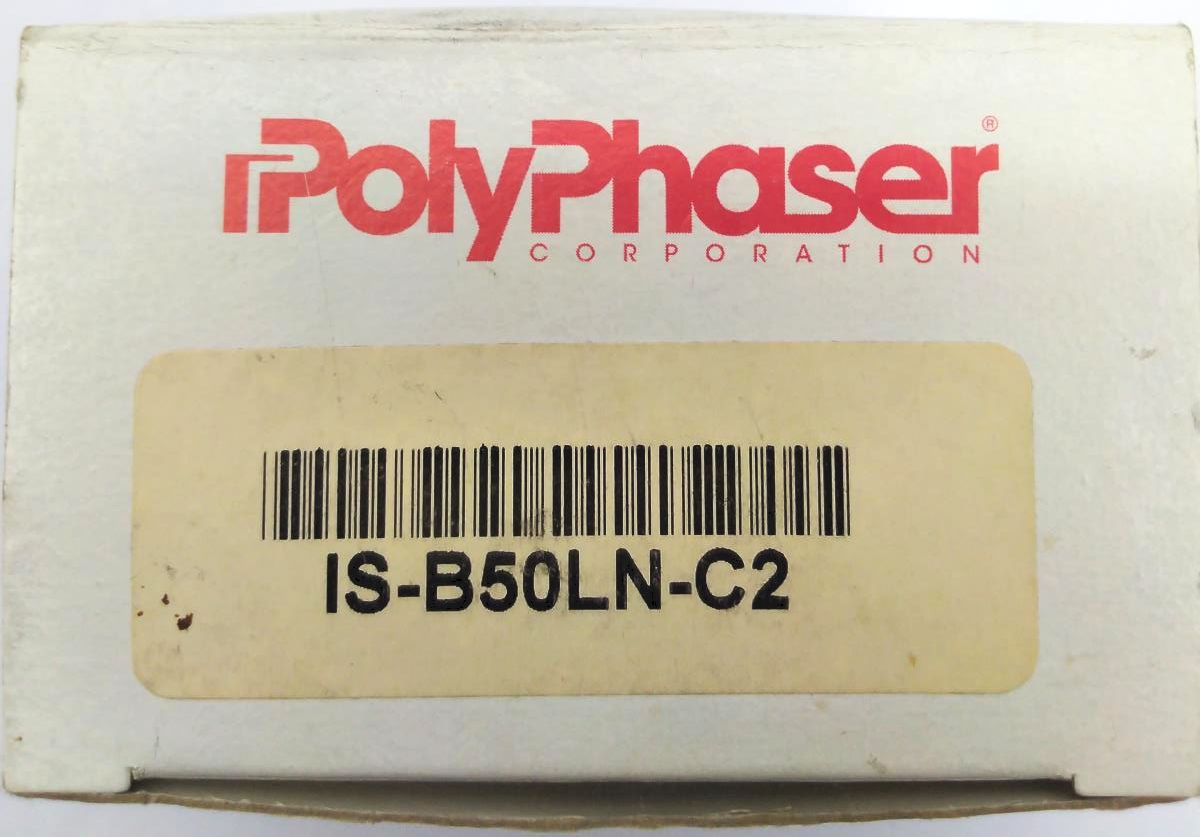 PolyPhaser®
CORPORATION
IS-B50LN-C2